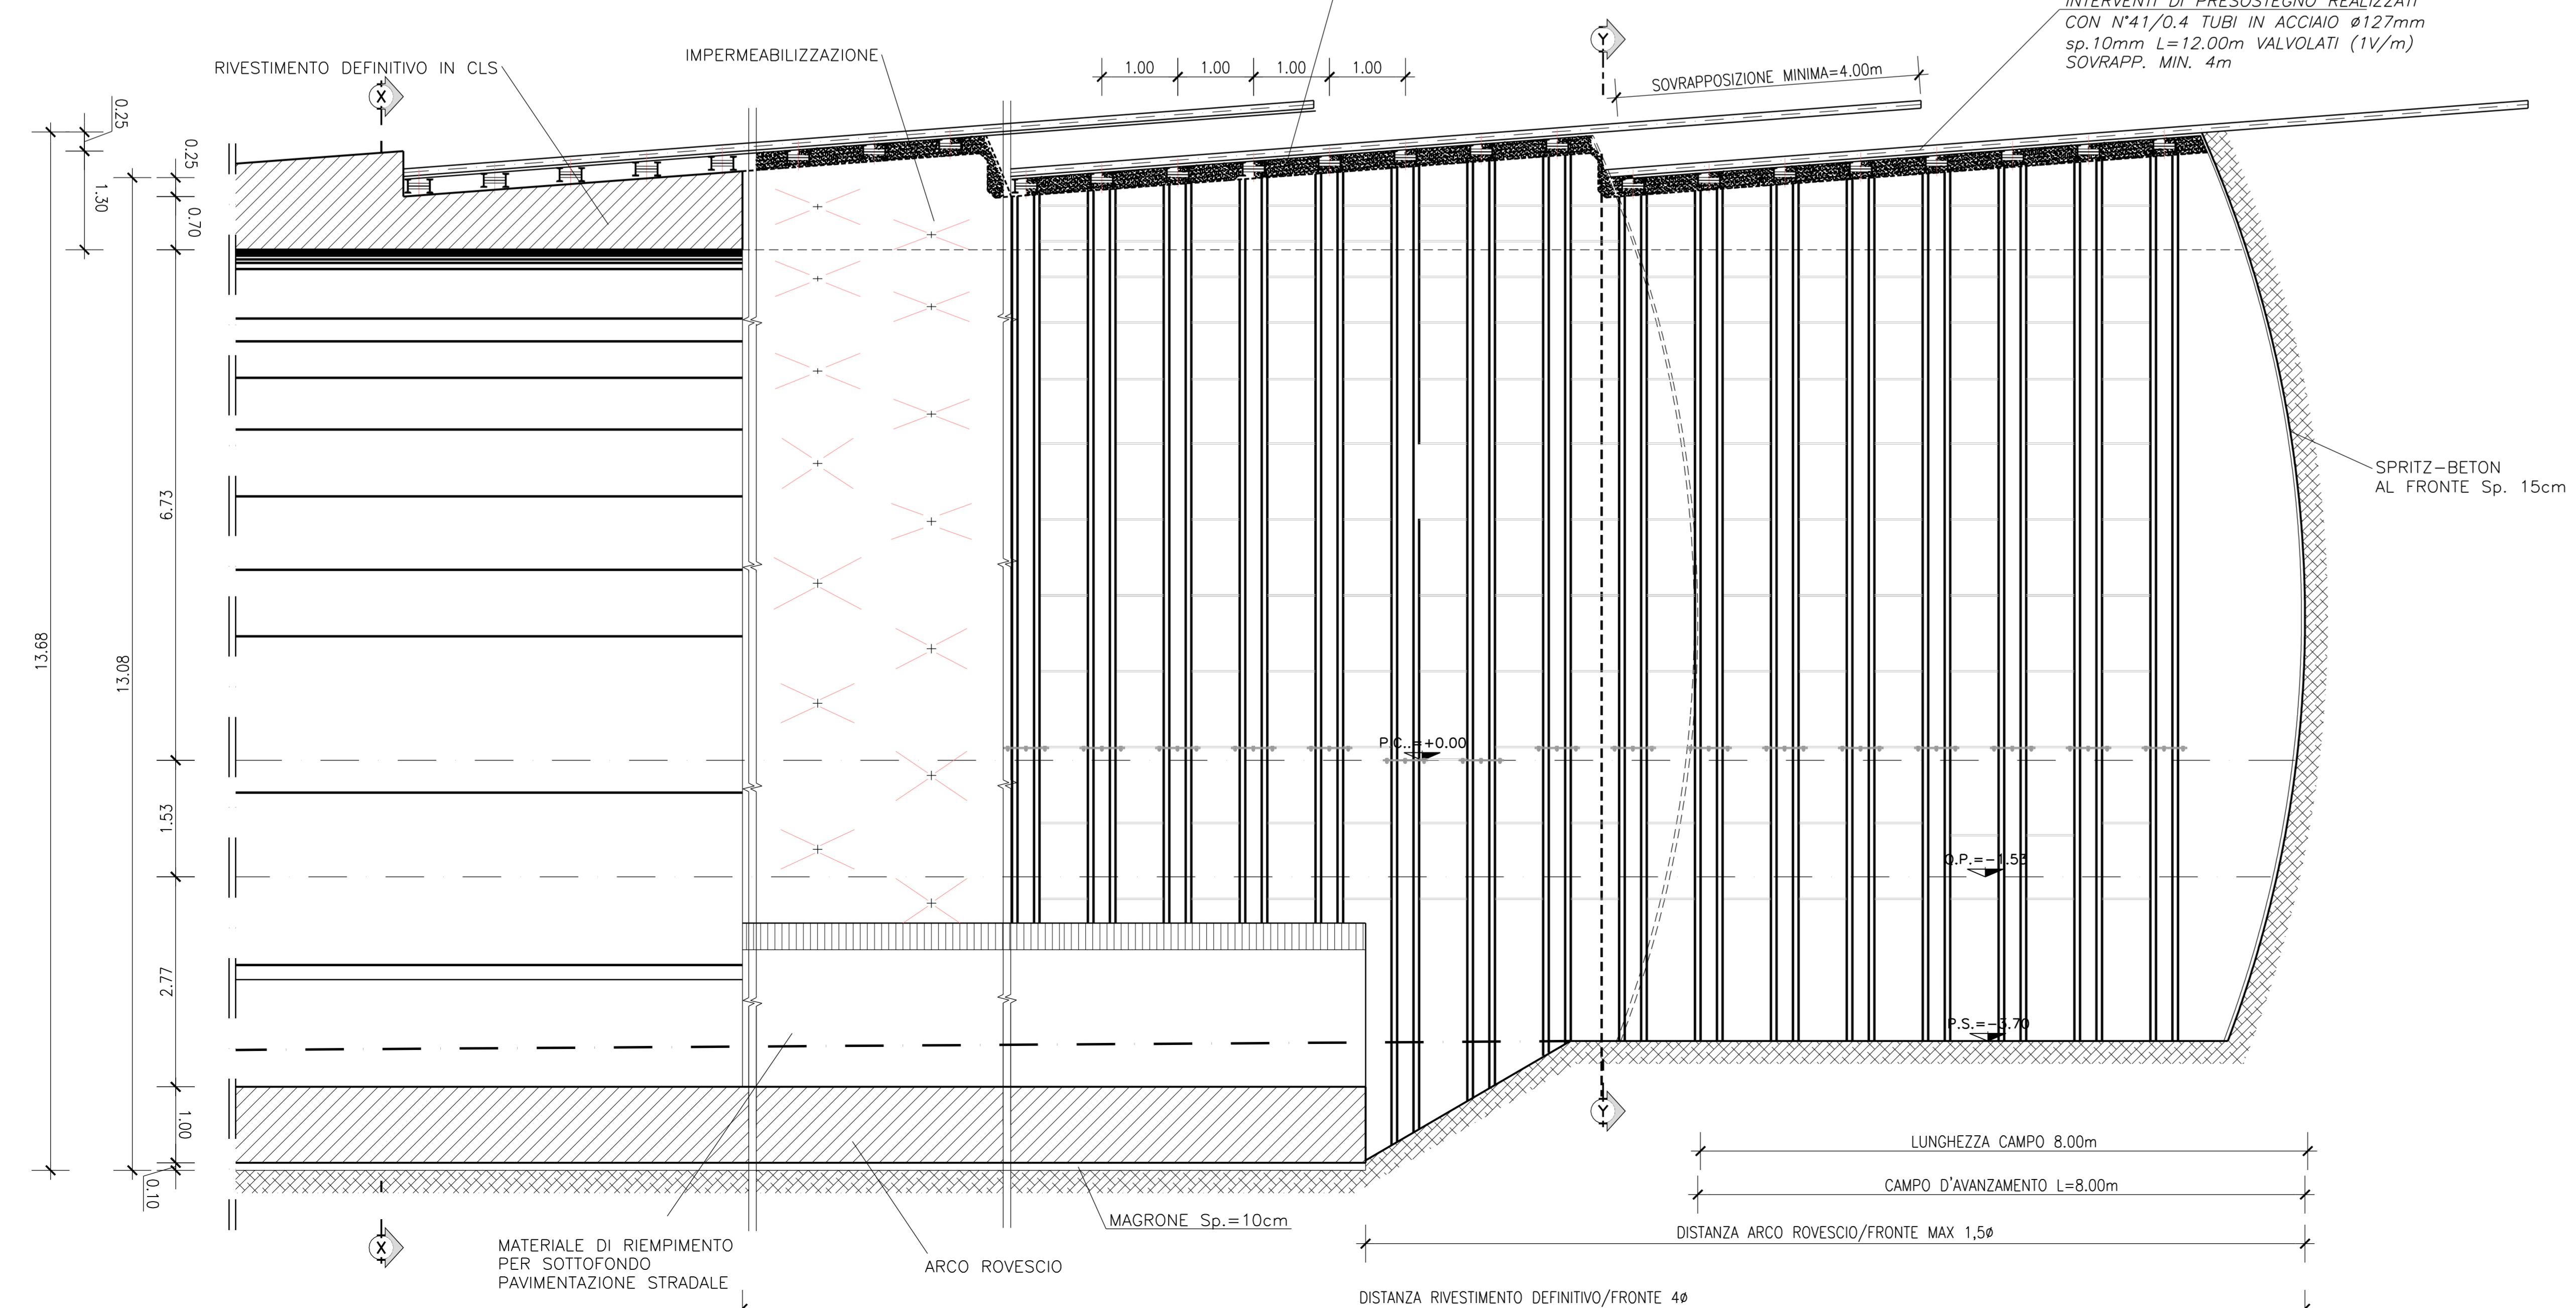 INTERVENTI DI PRESOSTEGNO REALIZZATI
CON N°41/0.4 TUBI IN ACCIAIO ø127mm
sp.10mm L=12.00m VALVOLATI (1V/m)
SOVRAPP. MIN. 4m
IMPERMEABILIZZAZIONE
RIVESTIMENTO DEFINITIVO IN CLS
Y
X
1.00 1.00 1.00 1.00
SOVRAPPOSIZIONE MINIMA=4.00m
0.25
0.25
1.30
0.70
6.73
13.68
13.08
1.53
2.77
1.00
0.10
SPRITZ-BETON
AL FRONTE Sp. 15cm
P.C.=+0.00
Q.P.=-1.53
P.S.=-3.70
Y
X
LUNGHEZZA CAMPO 8.00m
CAMPO D'AVANZAMENTO L=8.00m
DISTANZA ARCO ROVESCIO/FRONTE MAX 1,5ø
DISTANZA RIVESTIMENTO DEFINITIVO/FRONTE 4ø
MAGRONE Sp.=10cm
ARCO ROVESCIO
MATERIALE DI RIEMPIMENTO
PER SOTTOFONDO
PAVIMENTAZIONE STRADALE